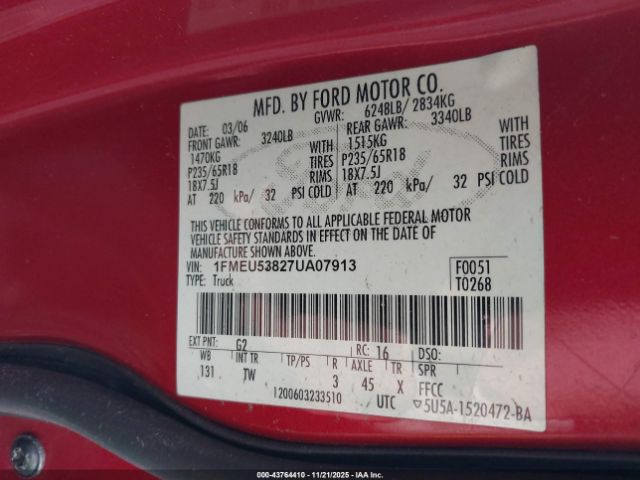 MFD. BY FORD MOTOR CO.
DATE: 03/06 GVWR: 6248LB/ 2834KG
FRONT GAWR: 3240LB REAR GAWR: 3340LB
1470KG WITH 1515KG WITH
P235/65R18 TIRES P235/65R18 TIRES
18X7.5J RIMS 18X7.5J RIMS
AT 220 kPa/ 32 PSI COLD AT 220 kPa/ 32 PSI COLD
THIS VEHICLE CONFORMS TO ALL APPLICABLE FEDERAL MOTOR
VEHICLE SAFETY STANDARDS IN EFFECT ON THE DATE OF
MANUFACTURE SHOWN ABOVE.
VIN: 1FMEU53827UA07913 F0051
TYPE: Truck T0268
EXT PNT: G2 RC: 16 DSO:
WB INT TR TP/PS R AXLE TR SPR
131 TW 3 45 X FFCC
1200603233510 UTC ▽5U5A-1520472-BA
(44) 43764410 - 11/21/2025 - IAAI, Inc.